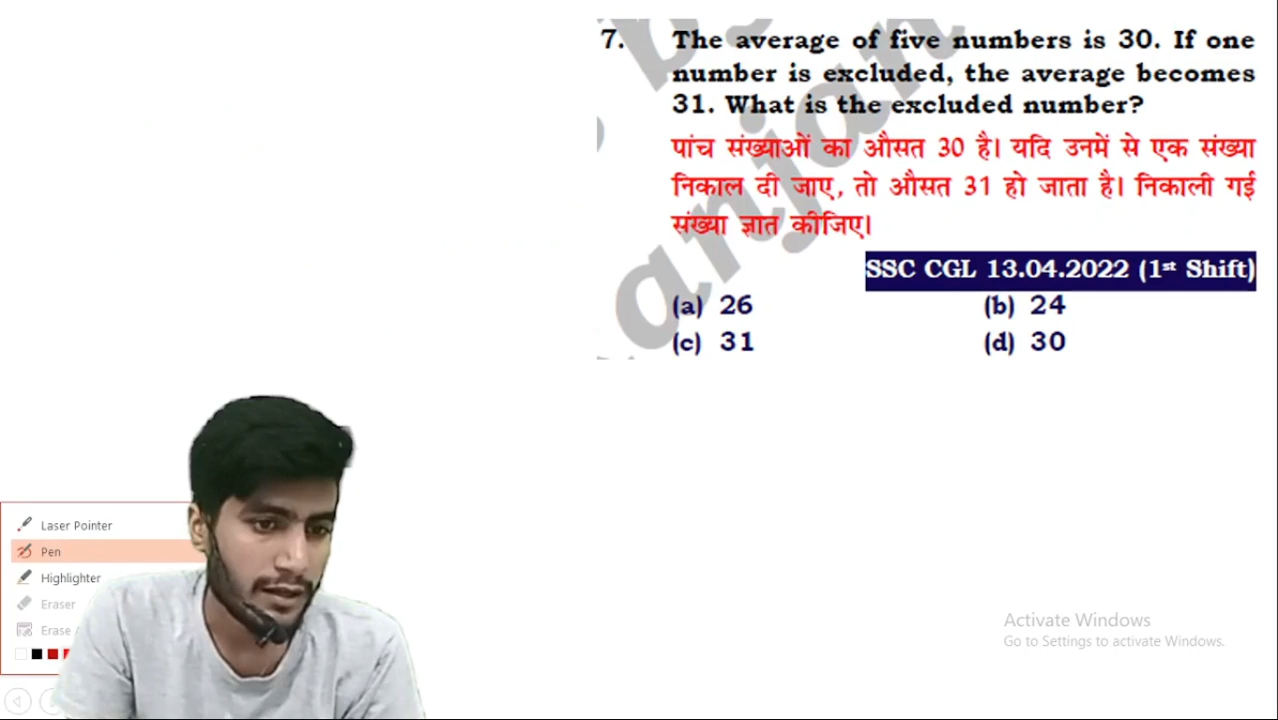 7. The average of five numbers is 30. If one
number is excluded, the average becomes
31. What is the excluded number?
पांच संख्याओं का औसत 30 है। यदि उनमें से एक संख्या
निकाल दी जाए, तो औसत 31 हो जाता है। निकाली गई
संख्या ज्ञात कीजिए।
SSC CGL 13.04.2022 (1st Shift)
(a) 26 (b) 24
(c) 31 (d) 30
Laser Pointer
Pen
Highlighter
Eraser
Erase
Activate Windows
Go to Settings to activate Windows.